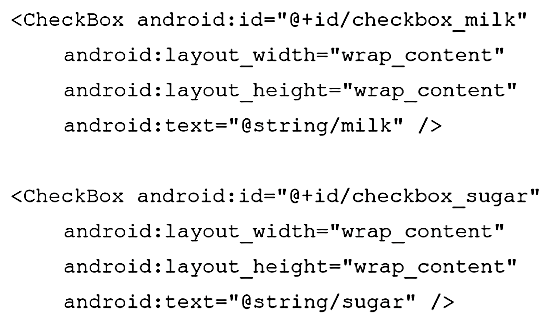 <CheckBox android:id="@+id/checkbox_milk"
    android:layout_width="wrap_content"
    android:layout_height="wrap_content"
    android:text="@string/milk" />

<CheckBox android:id="@+id/checkbox_sugar"
    android:layout_width="wrap_content"
    android:layout_height="wrap_content"
    android:text="@string/sugar" />